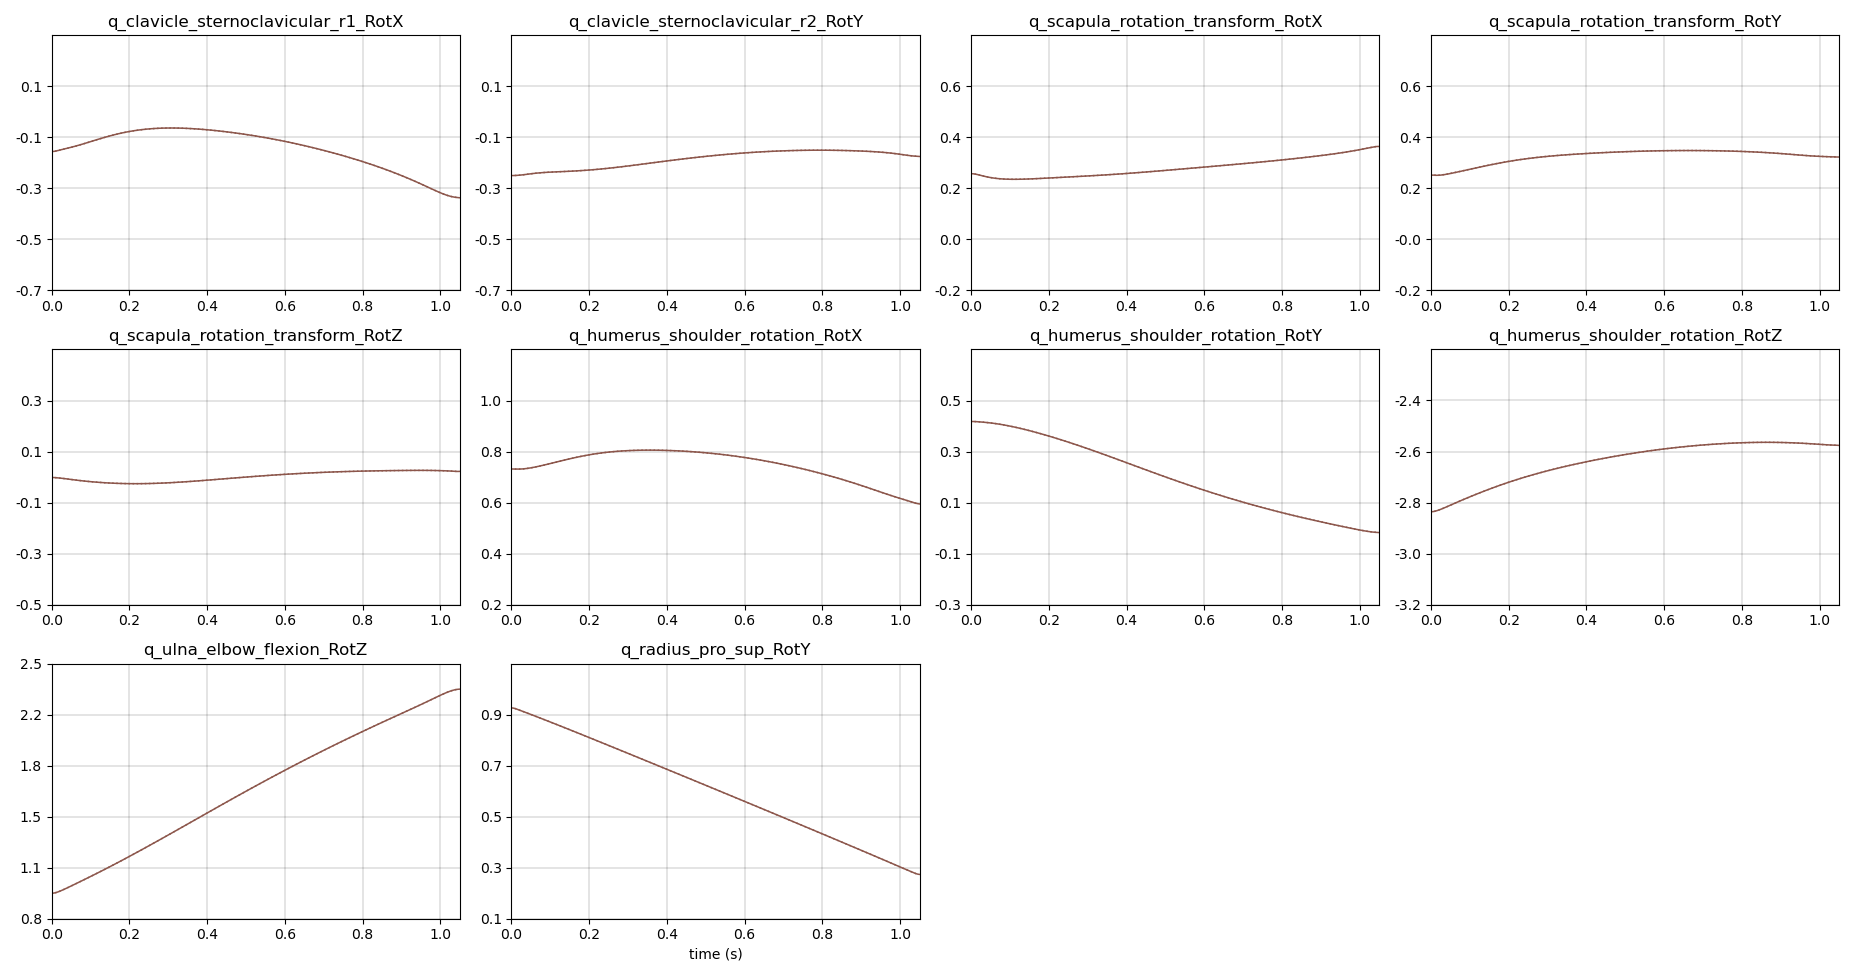 q_clavicle_sternoclavicular_r1_RotX
0.1
-0.1
-0.3
-0.5
-0.7
0.0 0.2 0.4 0.6 0.8 1.0
q_clavicle_sternoclavicular_r2_RotY
0.1
-0.1
-0.3
-0.5
-0.7
0.0 0.2 0.4 0.6 0.8 1.0
q_scapula_rotation_transform_RotX
0.6
0.4
0.2
0.0
-0.2
0.0 0.2 0.4 0.6 0.8 1.0
q_scapula_rotation_transform_RotY
0.6
0.4
0.2
-0.0
-0.2
0.0 0.2 0.4 0.6 0.8 1.0
q_scapula_rotation_transform_RotZ
0.3
0.1
-0.1
-0.3
-0.5
0.0 0.2 0.4 0.6 0.8 1.0
q_humerus_shoulder_rotation_RotX
1.0
0.8
0.6
0.4
0.2
0.0 0.2 0.4 0.6 0.8 1.0
q_humerus_shoulder_rotation_RotY
0.5
0.3
0.1
-0.1
-0.3
0.0 0.2 0.4 0.6 0.8 1.0
q_humerus_shoulder_rotation_RotZ
-2.4
-2.6
-2.8
-3.0
-3.2
0.0 0.2 0.4 0.6 0.8 1.0
q_ulna_elbow_flexion_RotZ
2.5
2.2
1.8
1.5
1.1
0.8
0.0 0.2 0.4 0.6 0.8 1.0
q_radius_pro_sup_RotY
0.9
0.7
0.5
0.3
0.1
0.0 0.2 0.4 0.6 0.8 1.0
time (s)